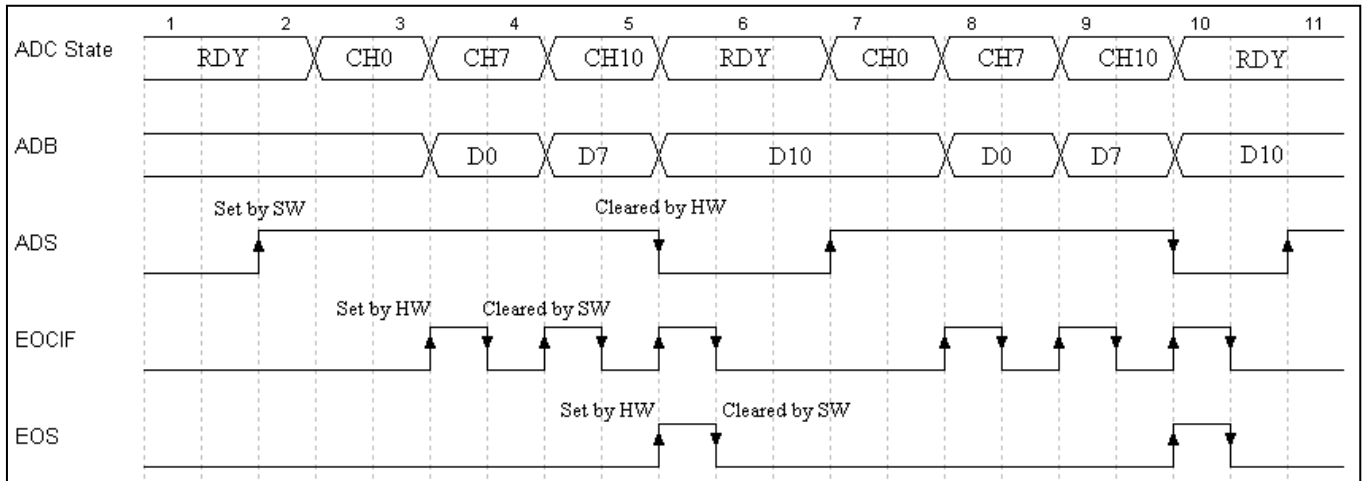 1 2 3 4 5 6 7 8 9 10 11
ADC State RDY CH0 CH7 CH10 RDY CH0 CH7 CH10 RDY
ADB D0 D7 D10 D0 D7 D10
Set by SW Cleared by HW
ADS
Set by HW Cleared by SW
EOCIF
Set by HW Cleared by SW
EOS